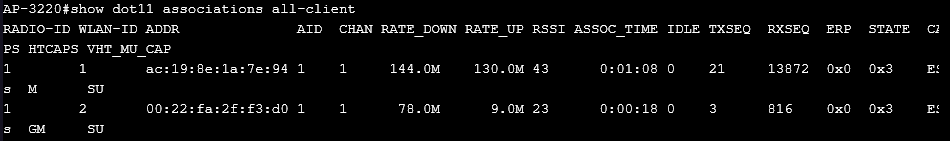 AP-3220#show dot11 associations all-client
RADIO-ID WLAN-ID ADDR AID CHAN RATE_DOWN RATE_UP RSSI ASSOC_TIME IDLE TXSEQ RXSEQ ERP STATE CA
PS HTCAPS VHT_MU_CAP
1 1 ac:19:8e:1a:7e:94 1 1 144.0M 130.0M 43 0:01:08 0 21 13872 0x0 0x3 ES
s M SU
1 2 00:22:fa:2f:f3:d0 1 1 78.0M 9.0M 23 0:00:18 0 3 816 0x0 0x3 ES
s GM SU